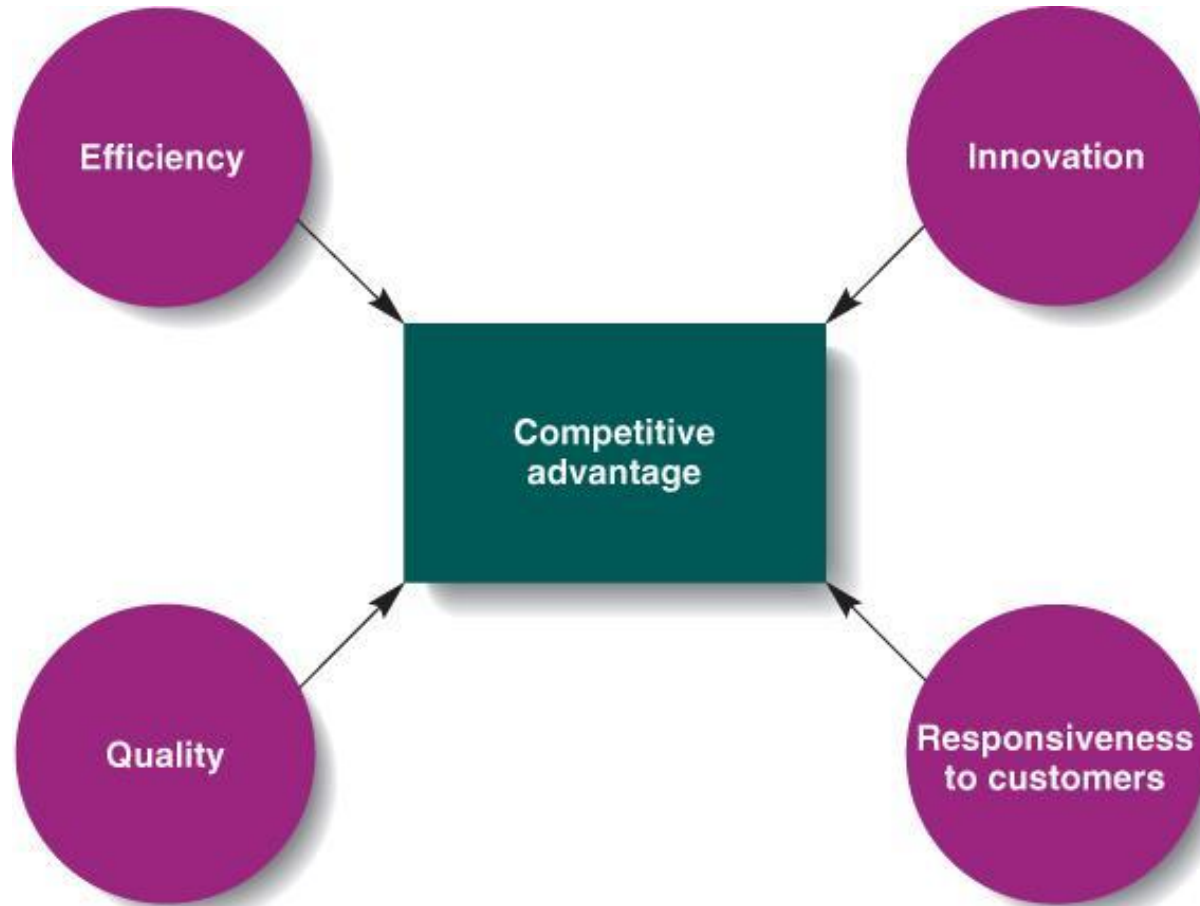 Efficiency
Innovation
Competitive
advantage
Quality
Responsiveness
to customers